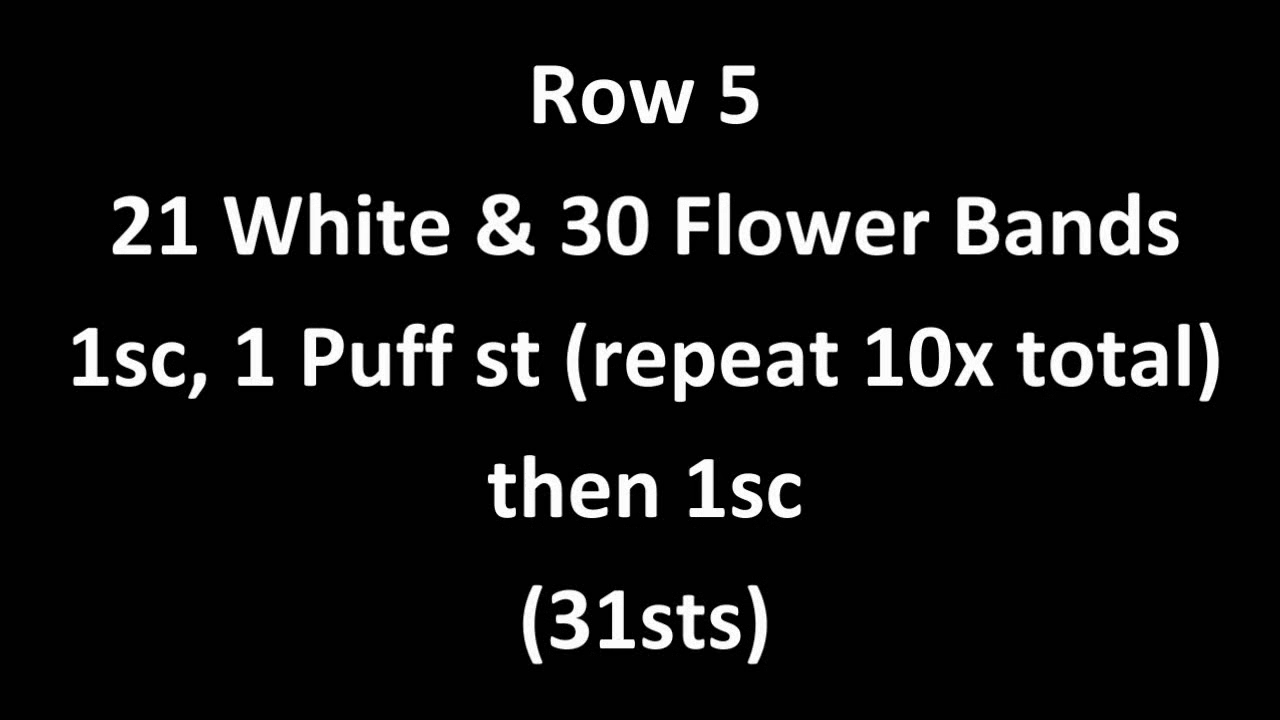 Row 5
21 White & 30 Flower Bands
1sc, 1 Puff st (repeat 10x total)
then 1sc
(31sts)